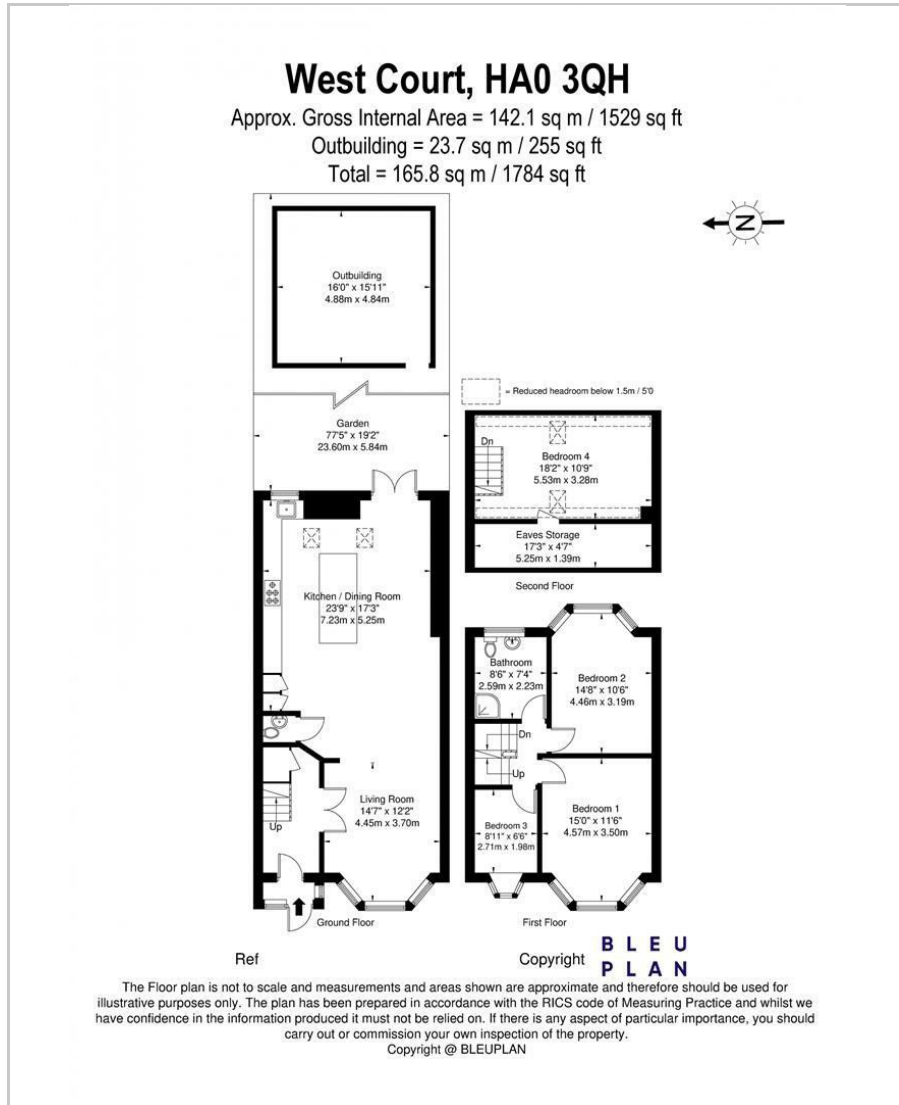 West Court, HA0 3QH
Approx. Gross Internal Area = 142.1 sq m / 1529 sq ft
Outbuilding = 23.7 sq m / 255 sq ft
Total = 165.8 sq m / 1784 sq ft
N
Outbuilding
16'0" x 15'11"
4.88m x 4.84m
= Reduced headroom below 1.5m / 5'0
Garden
77'5" x 19'2"
23.60m x 5.84m
Dn
Bedroom 4
18'2" x 10'9"
5.53m x 3.28m
Eaves Storage
17'3" x 4'7"
5.25m x 1.39m
Second Floor
Kitchen / Dining Room
23'9" x 17'3"
7.23m x 5.25m
Bathroom
8'6" x 7'4"
2.59m x 2.23m
Bedroom 2
14'8" x 10'6"
4.46m x 3.19m
Dn
Up
Living Room
14'7" x 12'2"
4.45m x 3.70m
Up
Bedroom 3
8'11" x 6'6"
2.71m x 1.98m
Bedroom 1
15'0" x 11'6"
4.57m x 3.50m
Ground Floor
First Floor
Ref
Copyright
BLEU
PLAN
The Floor plan is not to scale and measurements and areas shown are approximate and therefore should be used for
illustrative purposes only. The plan has been prepared in accordance with the RICS code of Measuring Practice and whilst we
have confidence in the information produced it must not be relied on. If there is any aspect of particular importance, you should
carry out or commission your own inspection of the property.
Copyright @ BLEUPLAN